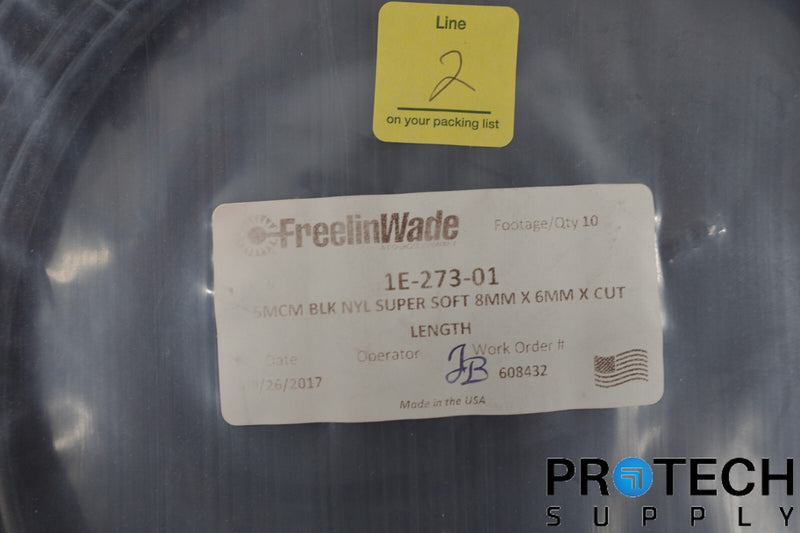 Line
2
on your packing list
FreelinWade
Footage/Qty 10
1E-273-01
5MCM BLK NYL SUPER SOFT 8MM X 6MM X CUT
LENGTH
Date
Operator
Work Order #
/26/2017
JB
608432
Made in the USA
PROTECH
SUPPLY